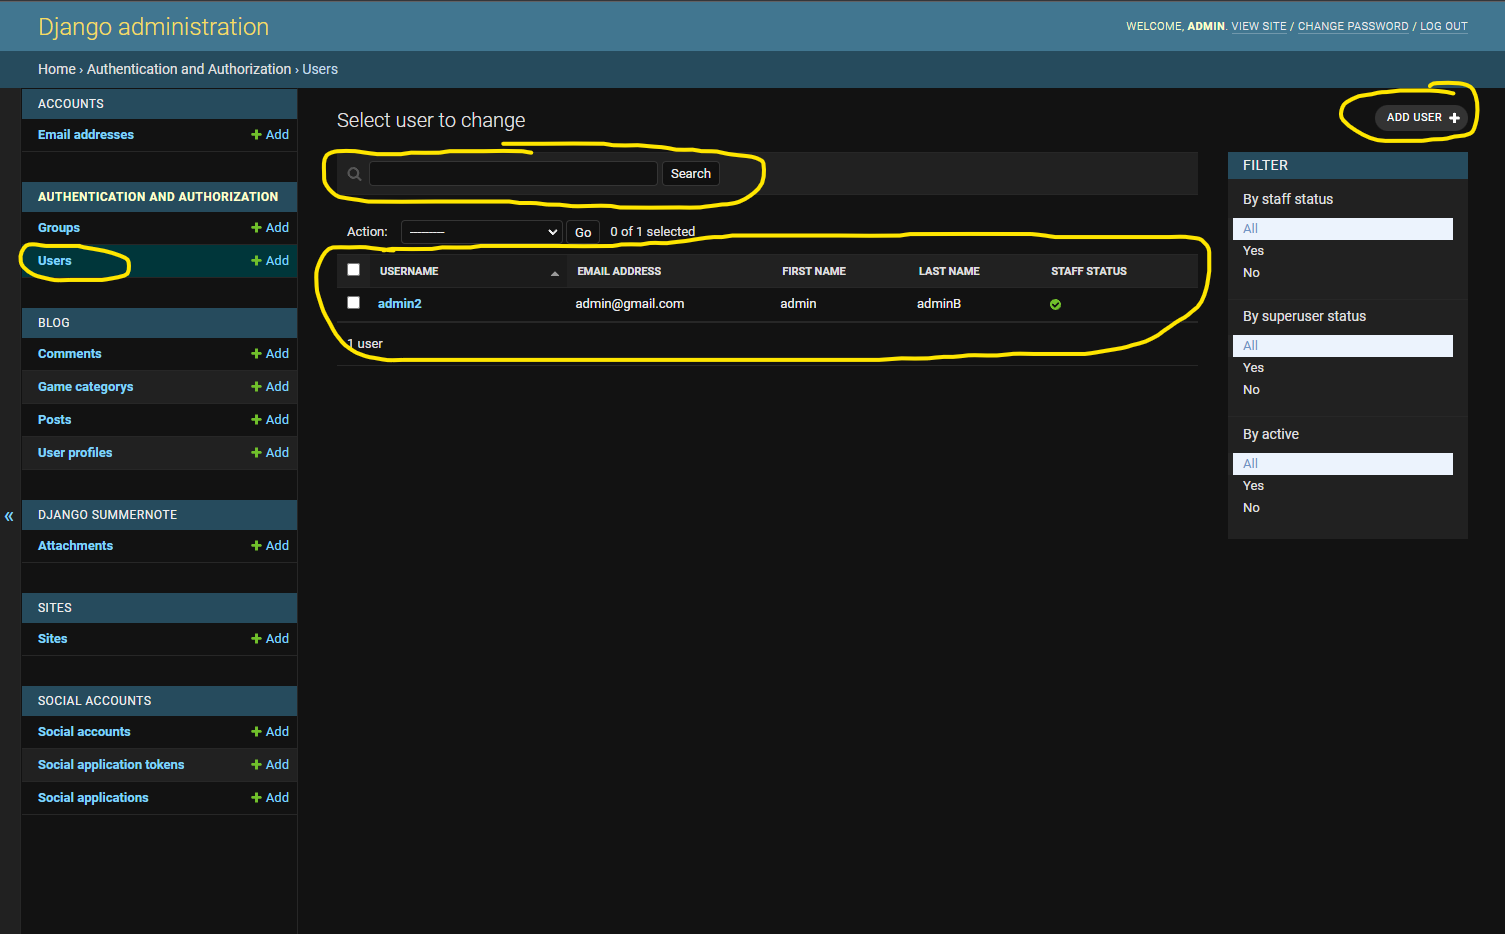 Django administration
WELCOME, ADMIN. VIEW SITE / CHANGE PASSWORD / LOG OUT
Home › Authentication and Authorization › Users
ACCOUNTS
Email addresses + Add
AUTHENTICATION AND AUTHORIZATION
Groups + Add
Users + Add
BLOG
Comments + Add
Game categorys + Add
Posts + Add
User profiles + Add
DJANGO SUMMERNOTE
Attachments + Add
SITES
Sites + Add
SOCIAL ACCOUNTS
Social accounts + Add
Social application tokens + Add
Social applications + Add
«
Select user to change
ADD USER +
Search
Action: --------- Go 0 of 1 selected
USERNAME EMAIL ADDRESS FIRST NAME LAST NAME STAFF STATUS
admin2 admin@gmail.com admin adminB
1 user
FILTER
By staff status
All
Yes
No
By superuser status
All
Yes
No
By active
All
Yes
No